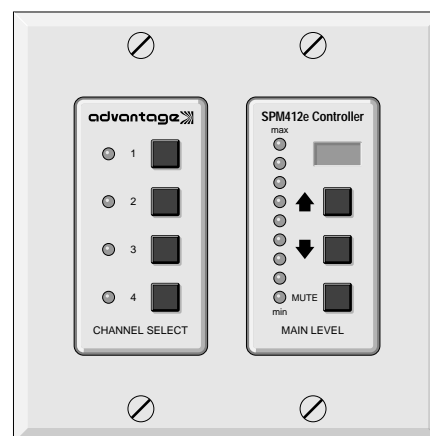 advantage
1
2
3
4
CHANNEL SELECT
SPM412e Controller
max
MUTE
min
MAIN LEVEL